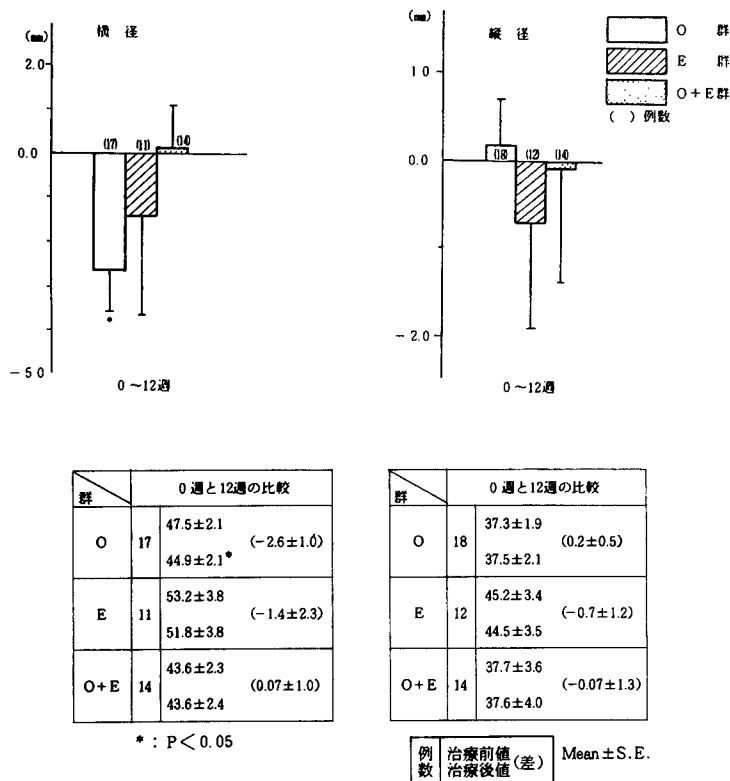 (mm) 横径
2.0
0.0
(17) (11) (14)
*
-5.0
0～12週
(mm) 縦径
1.0
0.0
(18) (12) (14)
-2.0
0～12週
O 群
E 群
O+E群
( ) 例数
群 0週と12週の比較
O 17 47.5±2.1 (-2.6±1.0)
44.9±2.1*
E 11 53.2±3.8 (-1.4±2.3)
51.8±3.8
O+E 14 43.6±2.3 (0.07±1.0)
43.6±2.4
*：P＜0.05
群 0週と12週の比較
O 18 37.3±1.9 (0.2±0.5)
37.5±2.1
E 12 45.2±3.4 (-0.7±1.2)
44.5±3.5
O+E 14 37.7±3.6 (-0.07±1.3)
37.6±4.0
例数 治療前値 (差) Mean±S.E.
治療後値